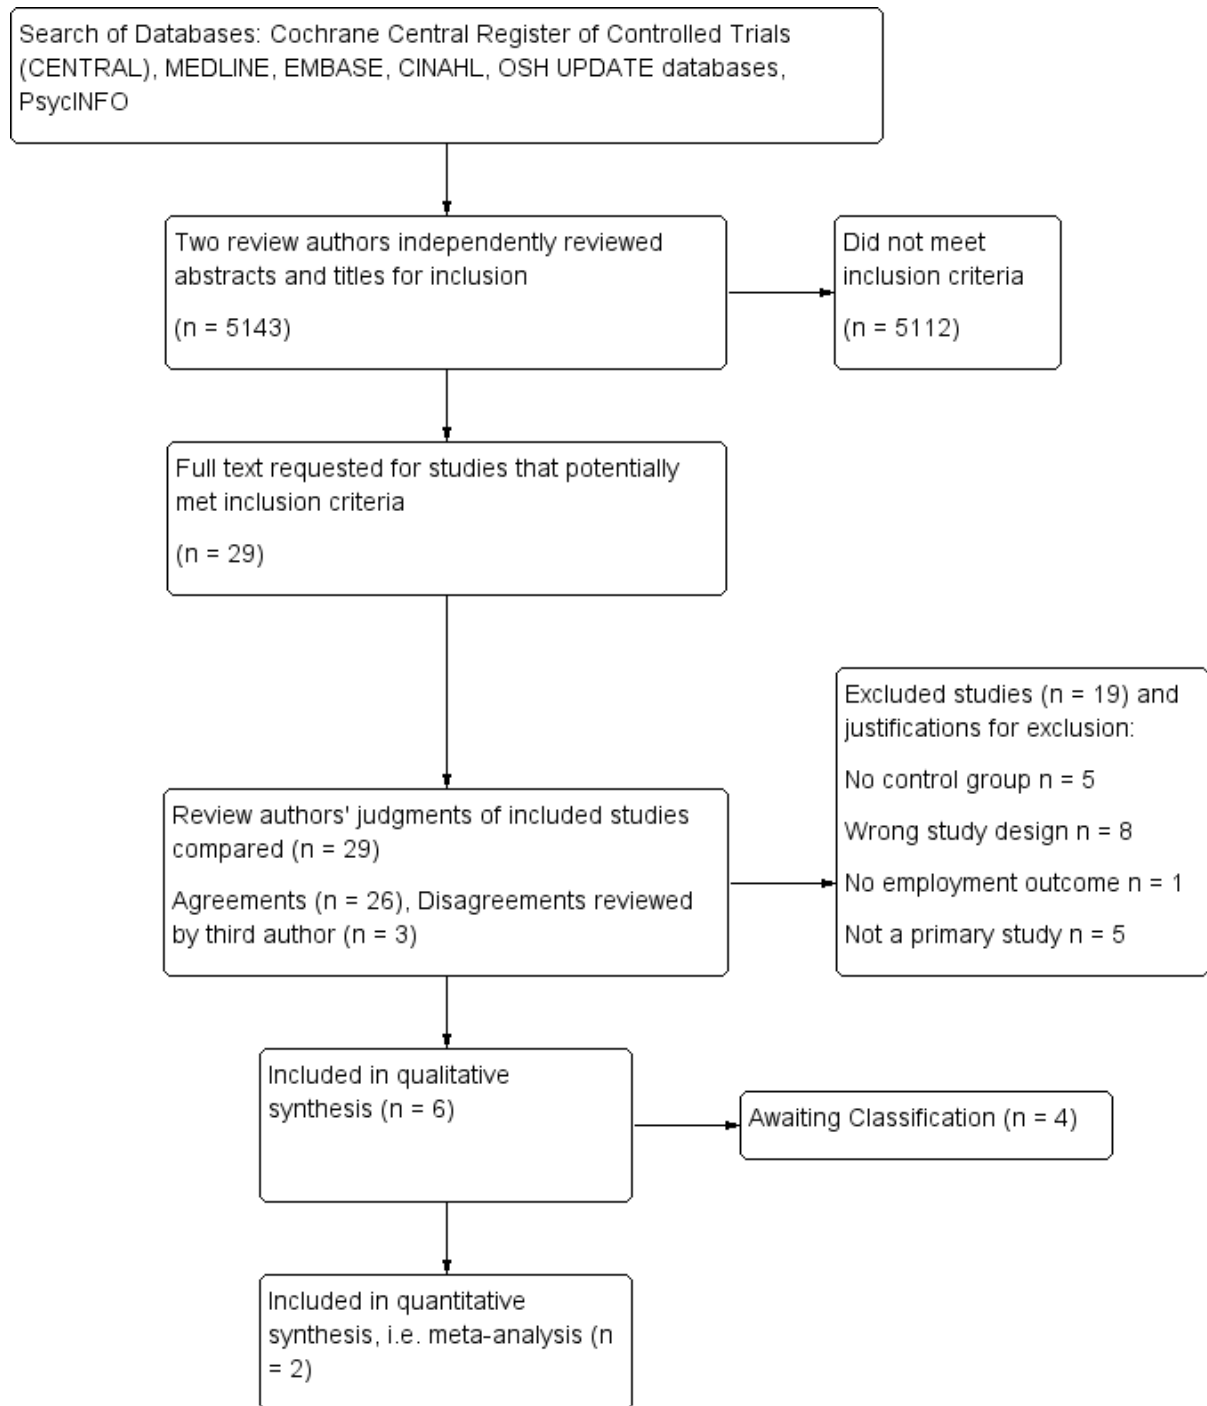 Search of Databases: Cochrane Central Register of Controlled Trials
(CENTRAL), MEDLINE, EMBASE, CINAHL, OSH UPDATE databases,
PsycINFO
Two review authors independently reviewed
abstracts and titles for inclusion
(n = 5143)
Did not meet
inclusion criteria
(n = 5112)
Full text requested for studies that potentially
met inclusion criteria
(n = 29)
Review authors' judgments of included studies
compared (n = 29)
Agreements (n = 26), Disagreements reviewed
by third author (n = 3)
Excluded studies (n = 19) and
justifications for exclusion:
No control group n = 5
Wrong study design n = 8
No employment outcome n = 1
Not a primary study n = 5
Included in qualitative
synthesis (n = 6)
Awaiting Classification (n = 4)
Included in quantitative
synthesis, i.e. meta-analysis (n
= 2)